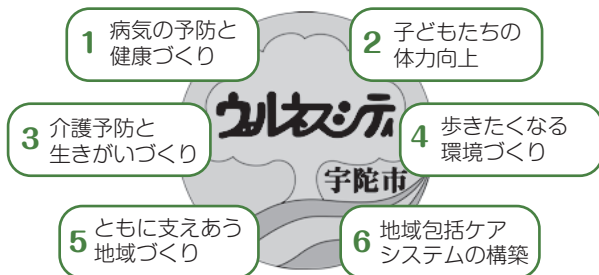 1 病気の予防と
健康づくり
2 子どもたちの
体力向上
ウェルネスシティ
3 介護予防と
生きがいづくり
4 歩きたくなる
環境づくり
宇陀市
5 ともに支えあう
地域づくり
6 地域包括ケア
システムの構築